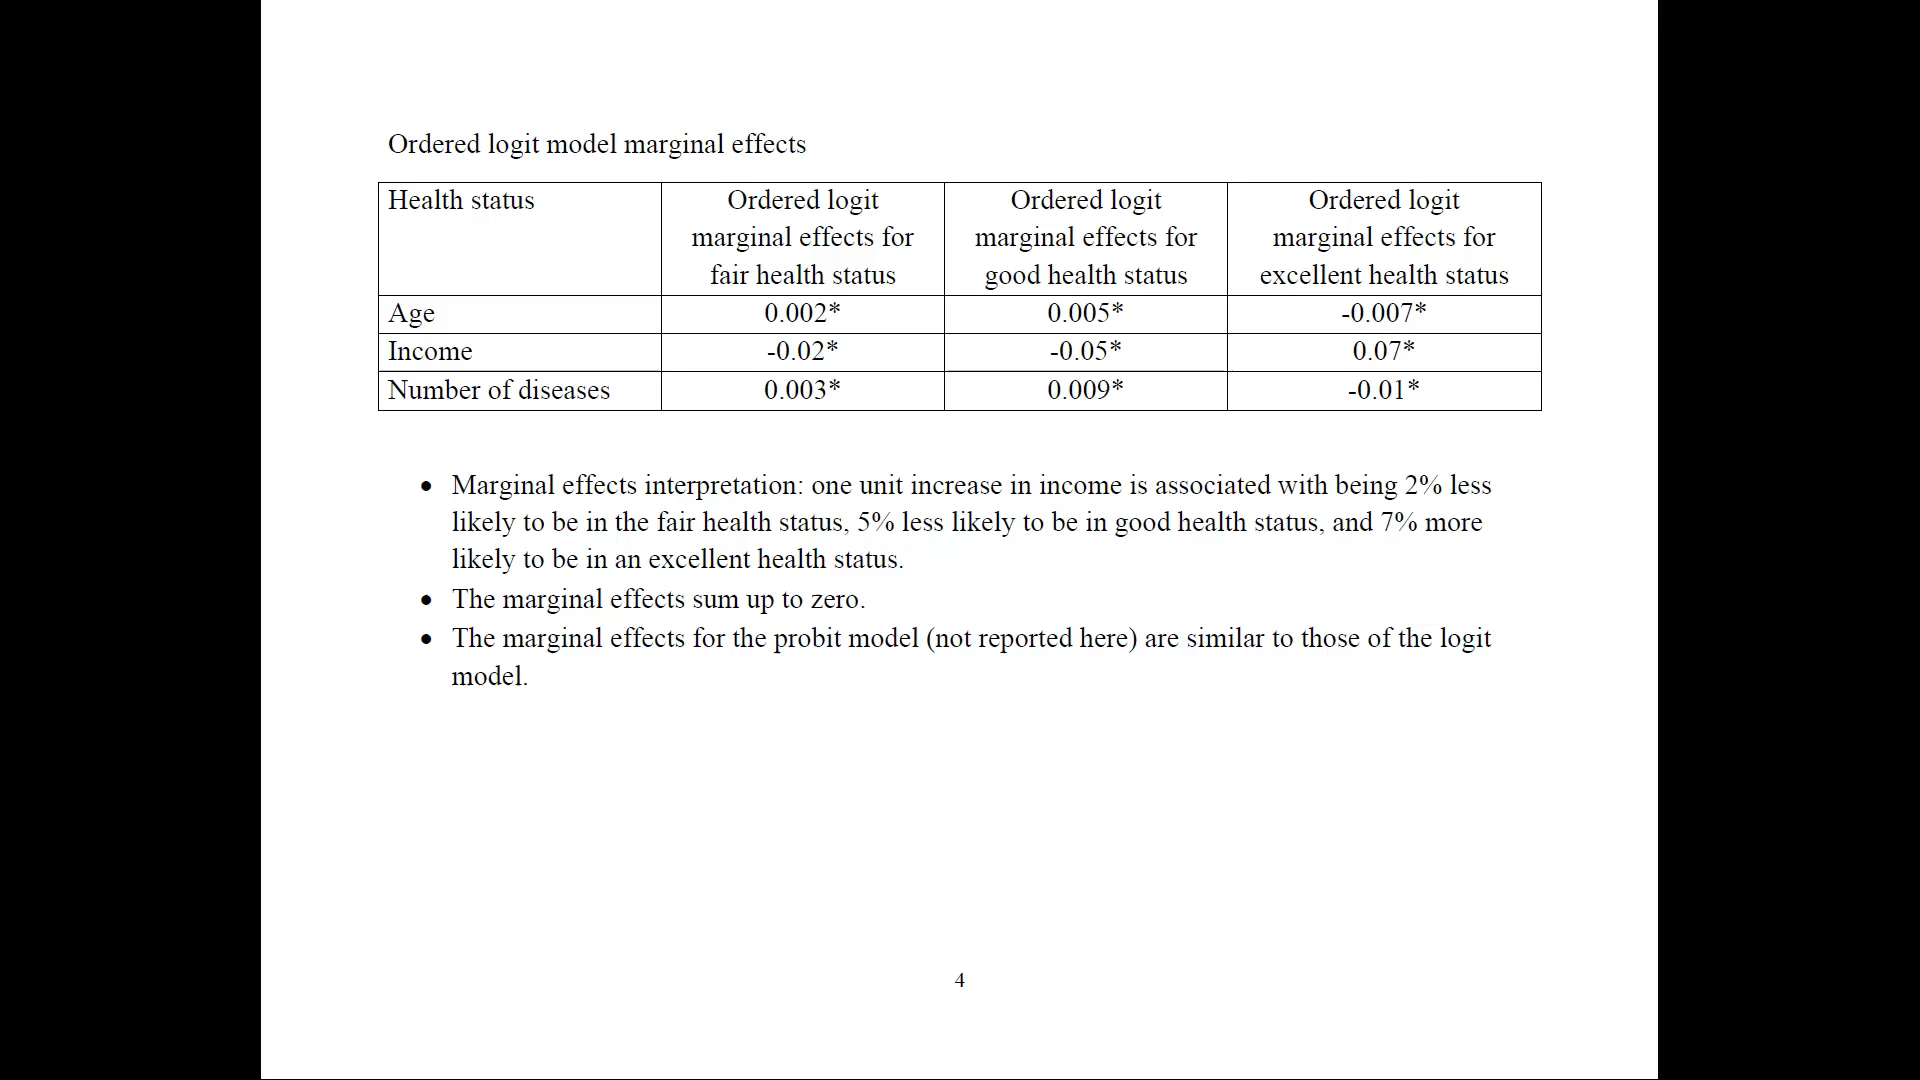 Ordered logit model marginal effects
Health status
Ordered logit
marginal effects for
fair health status
Ordered logit
marginal effects for
good health status
Ordered logit
marginal effects for
excellent health status
Age 0.002* 0.005* -0.007*
Income -0.02* -0.05* 0.07*
Number of diseases 0.003* 0.009* -0.01*
• Marginal effects interpretation: one unit increase in income is associated with being 2% less
likely to be in the fair health status, 5% less likely to be in good health status, and 7% more
likely to be in an excellent health status.
• The marginal effects sum up to zero.
• The marginal effects for the probit model (not reported here) are similar to those of the logit
model.
4